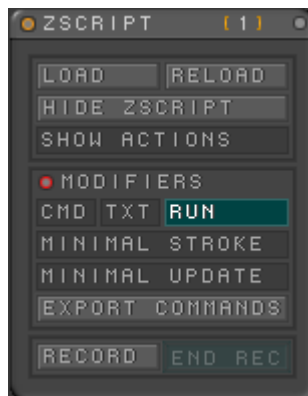 ZSCRIPT (1)
LOAD RELOAD
HIDE ZSCRIPT
SHOW ACTIONS
MODIFIERS
CMD TXT RUN
MINIMAL STROKE
MINIMAL UPDATE
EXPORT COMMANDS
RECORD END REC